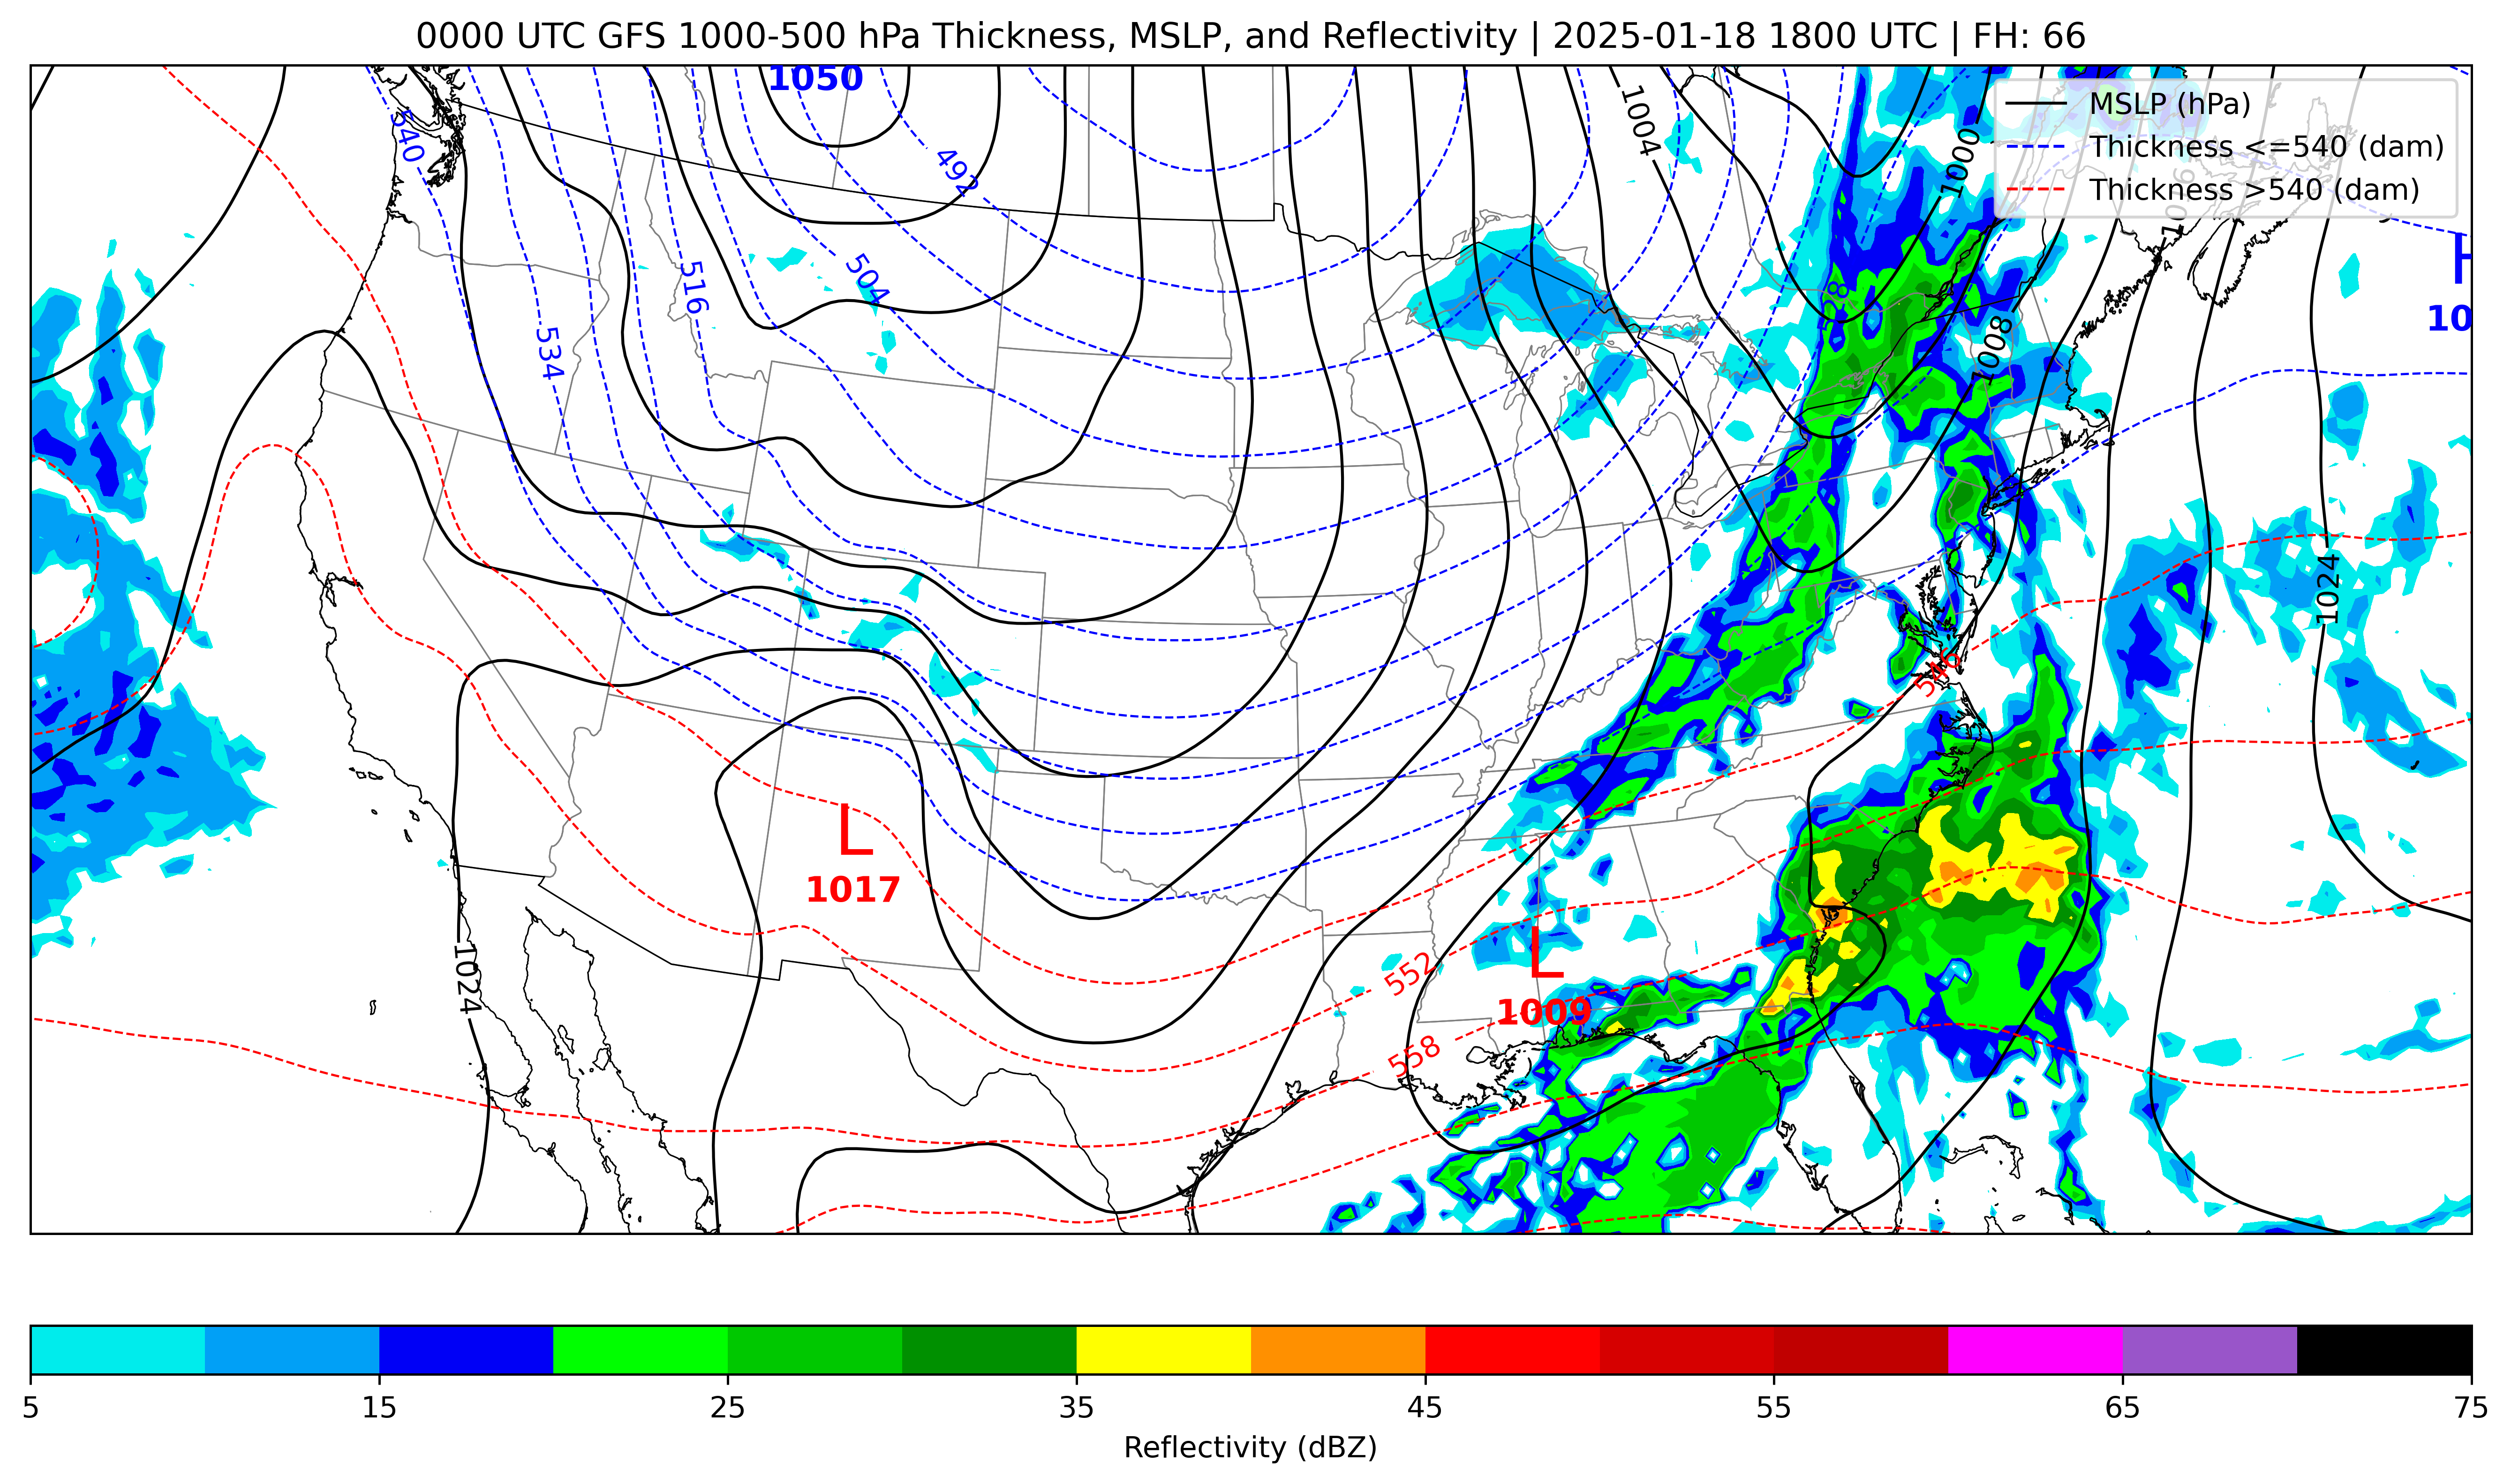 0000 UTC GFS 1000-500 hPa Thickness, MSLP, and Reflectivity | 2025-01-18 1800 UTC | FH: 66
1050
MSLP (hPa)
Thickness <=540 (dam)
Thickness >540 (dam)
540
1004
1000
492
504
516
528
H
10
534
1008
1016
1024
546
L
1017
L
1009
552
558
1024
5 15 25 35 45 55 65 75
Reflectivity (dBZ)